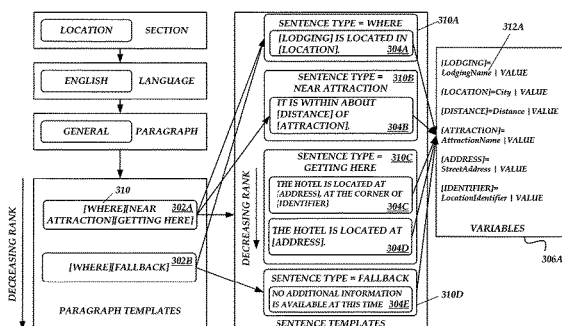 LOCATION
SECTION
ENGLISH
LANGUAGE
GENERAL
PARAGRAPH
DECREASING RANK
310
[WHERE][NEAR
ATTRACTION][GETTING HERE]
302A
[WHERE][FALLBACK]
302B
PARAGRAPH TEMPLATES
SENTENCE TYPE = WHERE
310A
[LODGING] IS LOCATED IN
[LOCATION].
304A
SENTENCE TYPE =
NEAR ATTRACTION
310B
IT IS WITHIN ABOUT
[DISTANCE] OF
[ATTRACTION].
304B
DECREASING RANK
SENTENCE TYPE =
GETTING HERE
310C
THE HOTEL IS LOCATED AT
[ADDRESS], AT THE CORNER OF
[IDENTIFIER]
304C
THE HOTEL IS LOCATED AT
[ADDRESS].
304D
SENTENCE TYPE = FALLBACK
310D
NO ADDITIONAL INFORMATION
IS AVAILABLE AT THIS TIME
304E
SENTENCE TEMPLATES
312A
[LODGING]=
LodgingName | VALUE
[LOCATION]=City | VALUE
[DISTANCE]=Distance | VALUE
[ATTRACTION]=
AttractionName | VALUE
[ADDRESS]=
StreetAddress | VALUE
[IDENTIFIER]=
LocationIdentifier | VALUE
VARIABLES
306A